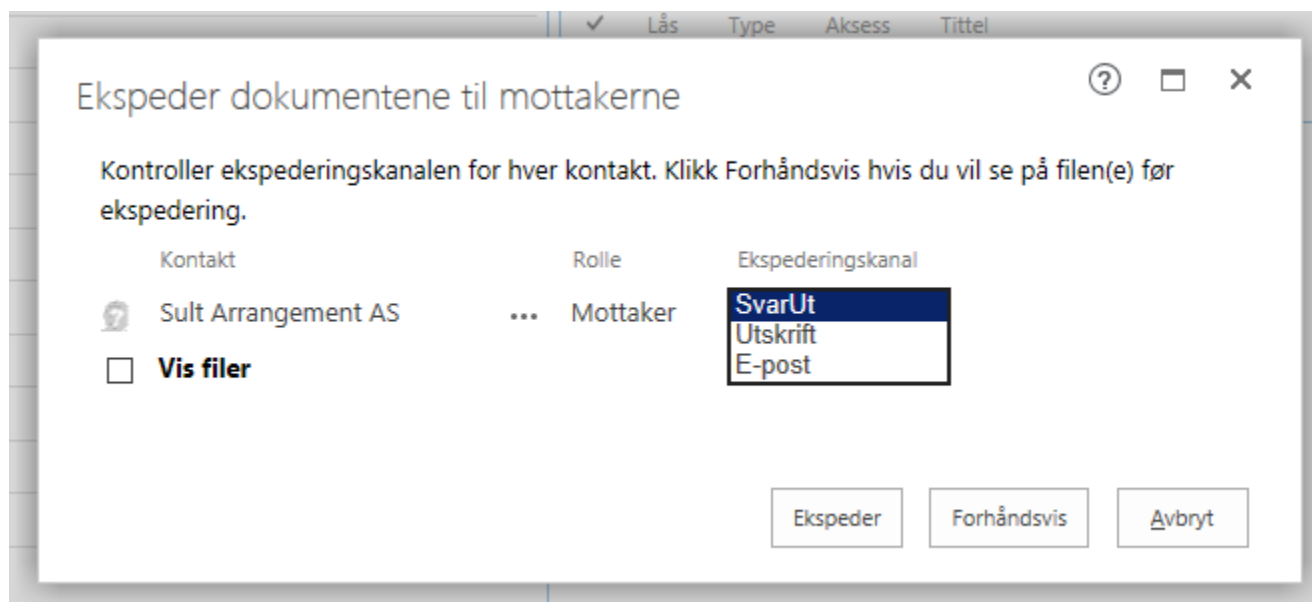 Lås Type Aksess Tittel
Ekspeder dokumentene til mottakerne
Kontroller ekspederingskanalen for hver kontakt. Klikk Forhåndsvis hvis du vil se på filen(e) før
ekspedering.
Kontakt Rolle Ekspederingskanal
Sult Arrangement AS ... Mottaker SvarUt
Utskrift
E-post
Vis filer
Ekspeder Forhåndsvis Avbryt